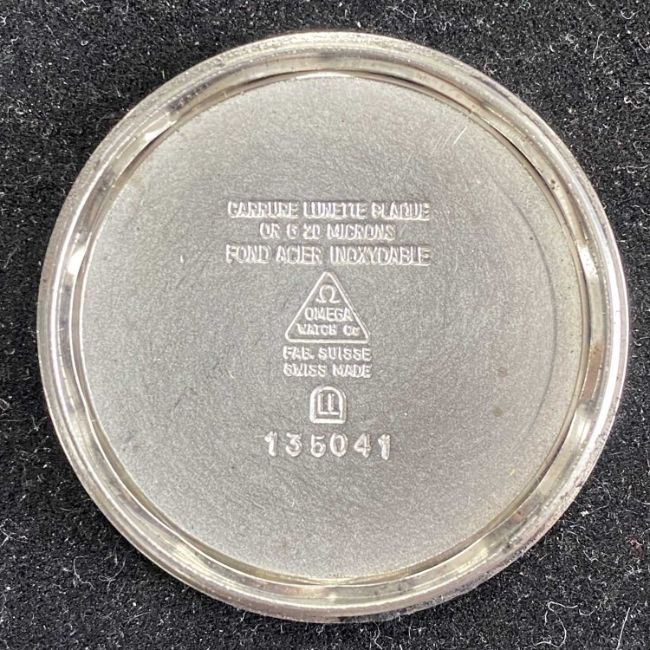 CARRURE LUNETTE PLAQUE
OR G 20 MICRONS
FOND ACIER INOXYDABLE
Ω
OMEGA
WATCH Co
FAB. SUISSE
SWISS MADE
135041